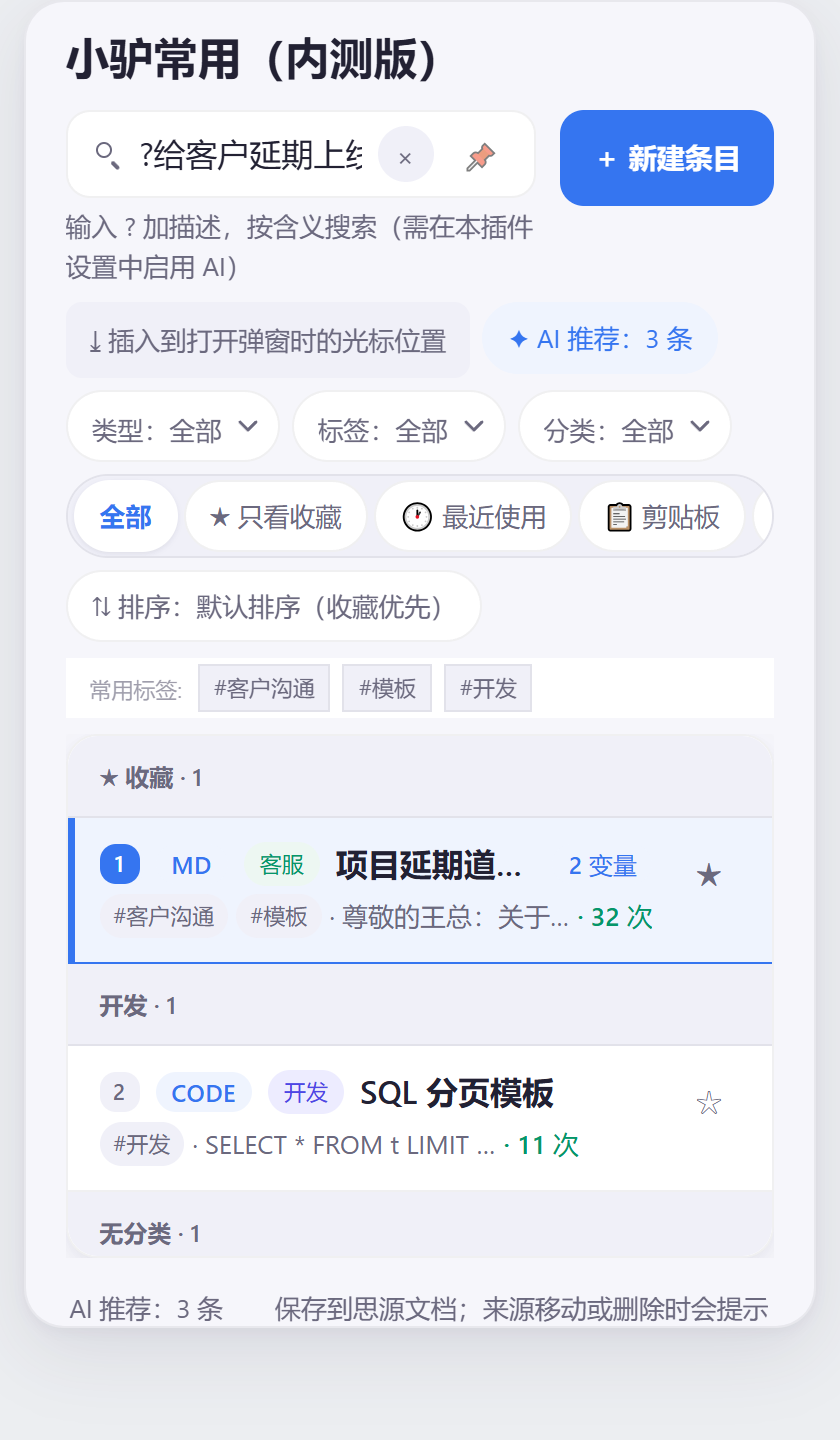 小驴常用（内测版）
?给客户延期上线 × 
+ 新建条目
输入 ? 加描述，按含义搜索（需在本插件
设置中启用 AI）
⤓ 插入到打开弹窗时的光标位置 ✦ AI 推荐：3 条
类型：全部 标签：全部 分类：全部
全部 ★ 只看收藏 最近使用 剪贴板
⇅ 排序：默认排序（收藏优先）
常用标签: #客户沟通 #模板 #开发
★ 收藏 · 1
1 MD 客服 项目延期道... 2 变量 ★
#客户沟通 #模板 · 尊敬的王总：关于... · 32 次
开发 · 1
2 CODE 开发 SQL 分页模板 ☆
#开发 · SELECT * FROM t LIMIT ... · 11 次
无分类 · 1
AI 推荐：3 条 保存到思源文档；来源移动或删除时会提示